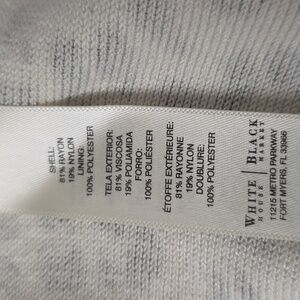 SHELL:
81% RAYON
19% NYLON
LINING:
100% POLYESTER
TELA EXTERIOR:
81% VISCOSA
19% POLIAMIDA
FORRO:
100% POLIÉSTER
ÉTOFFE EXTÉRIEURE:
81% RAYONNE
19% NYLON
DOUBLURE:
100% POLYESTER
WHITE | BLACK
HOUSE | MARKET
11215 METRO PARKWAY
FORT MYERS, FL 33966